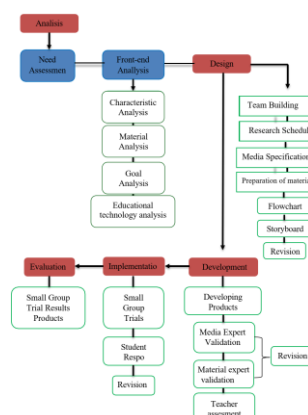 Analisis
Need
Assessmen
Front-end
Anallysis
Design
Characteristic
Analysis
Material
Analysis
Goal
Analysis
Educational
technology analysis
Team Building
Research Schedul
Media Specification
Preparation of material
Flowchart
Storyboard
Revision
Evaluation
Implementatio
Development
Small Group
Trial Results
Products
Small
Group
Trials
Student
Respo
Revision
Developing
Products
Media Expert
Validation
Material expert
validation
Revision
Teacher
assesment